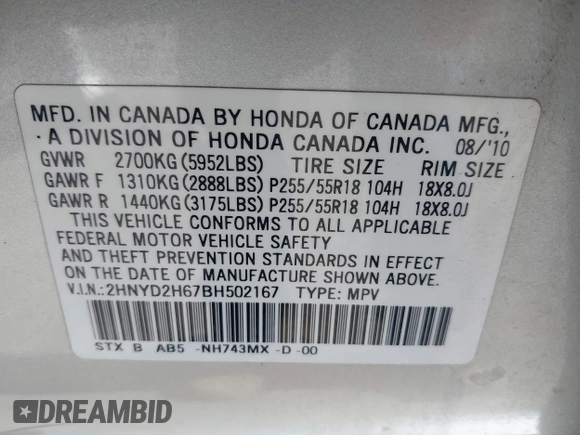 MFD. IN CANADA BY HONDA OF CANADA MFG.,
A DIVISION OF HONDA CANADA INC. 08/'10
GVWR 2700KG(5952LBS) TIRE SIZE RIM SIZE
GAWR F 1310KG(2888LBS) P255/55R18 104H 18X8.0J
GAWR R 1440KG(3175LBS) P255/55R18 104H 18X8.0J
THIS VEHICLE CONFORMS TO ALL APPLICABLE
FEDERAL MOTOR VEHICLE SAFETY
AND THEFT PREVENTION STANDARDS IN EFFECT
ON THE DATE OF MANUFACTURE SHOWN ABOVE.
V.I.N.:2HNYD2H67BH502167 TYPE: MPV
STX B AB5 -NH743MX -D -00
DREAMBID